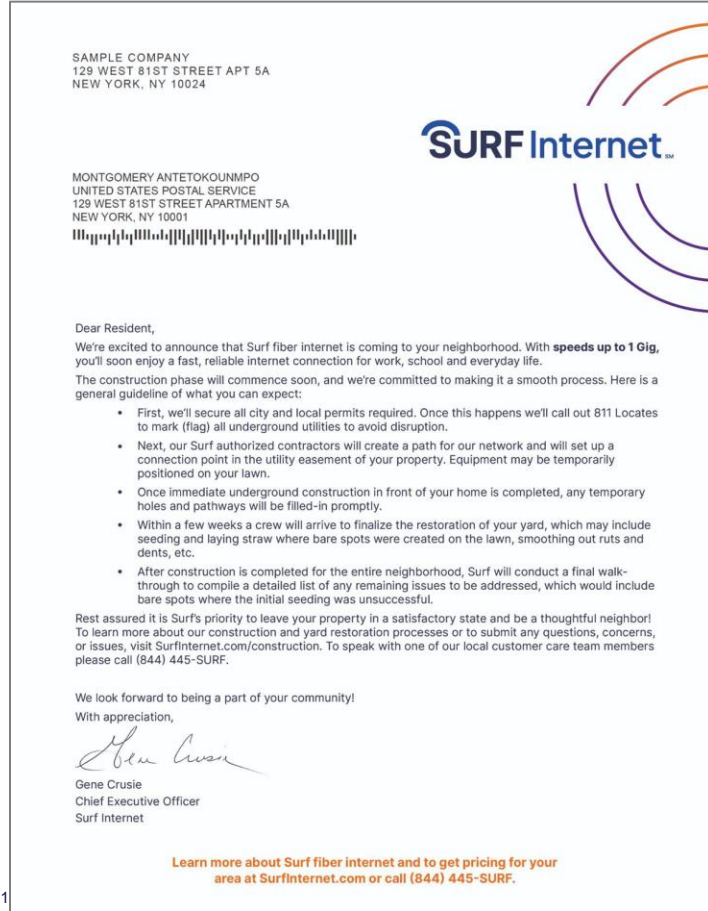 SAMPLE COMPANY
129 WEST 81ST STREET APT 5A
NEW YORK, NY 10024
SURF Internet SM
MONTGOMERY ANTETOKOUNMPO
UNITED STATES POSTAL SERVICE
129 WEST 81ST STREET APARTMENT 5A
NEW YORK, NY 10001
Dear Resident,
We're excited to announce that Surf fiber internet is coming to your neighborhood. With speeds up to 1 Gig,
you'll soon enjoy a fast, reliable internet connection for work, school and everyday life.
The construction phase will commence soon, and we're committed to making it a smooth process. Here is a
general guideline of what you can expect:
• First, we'll secure all city and local permits required. Once this happens we'll call out 811 Locates
to mark (flag) all underground utilities to avoid disruption.
• Next, our Surf authorized contractors will create a path for our network and will set up a
connection point in the utility easement of your property. Equipment may be temporarily
positioned on your lawn.
• Once immediate underground construction in front of your home is completed, any temporary
holes and pathways will be filled-in promptly.
• Within a few weeks a crew will arrive to finalize the restoration of your yard, which may include
seeding and laying straw where bare spots were created on the lawn, smoothing out ruts and
dents, etc.
• After construction is completed for the entire neighborhood, Surf will conduct a final walk-
through to compile a detailed list of any remaining issues to be addressed, which would include
bare spots where the initial seeding was unsuccessful.
Rest assured it is Surf's priority to leave your property in a satisfactory state and be a thoughtful neighbor!
To learn more about our construction and yard restoration processes or to submit any questions, concerns,
or issues, visit SurfInternet.com/construction. To speak with one of our local customer care team members
please call (844) 445-SURF.
We look forward to being a part of your community!
With appreciation,
Gene Crusie
Gene Crusie
Chief Executive Officer
Surf Internet
Learn more about Surf fiber internet and to get pricing for your
area at SurfInternet.com or call (844) 445-SURF.
1